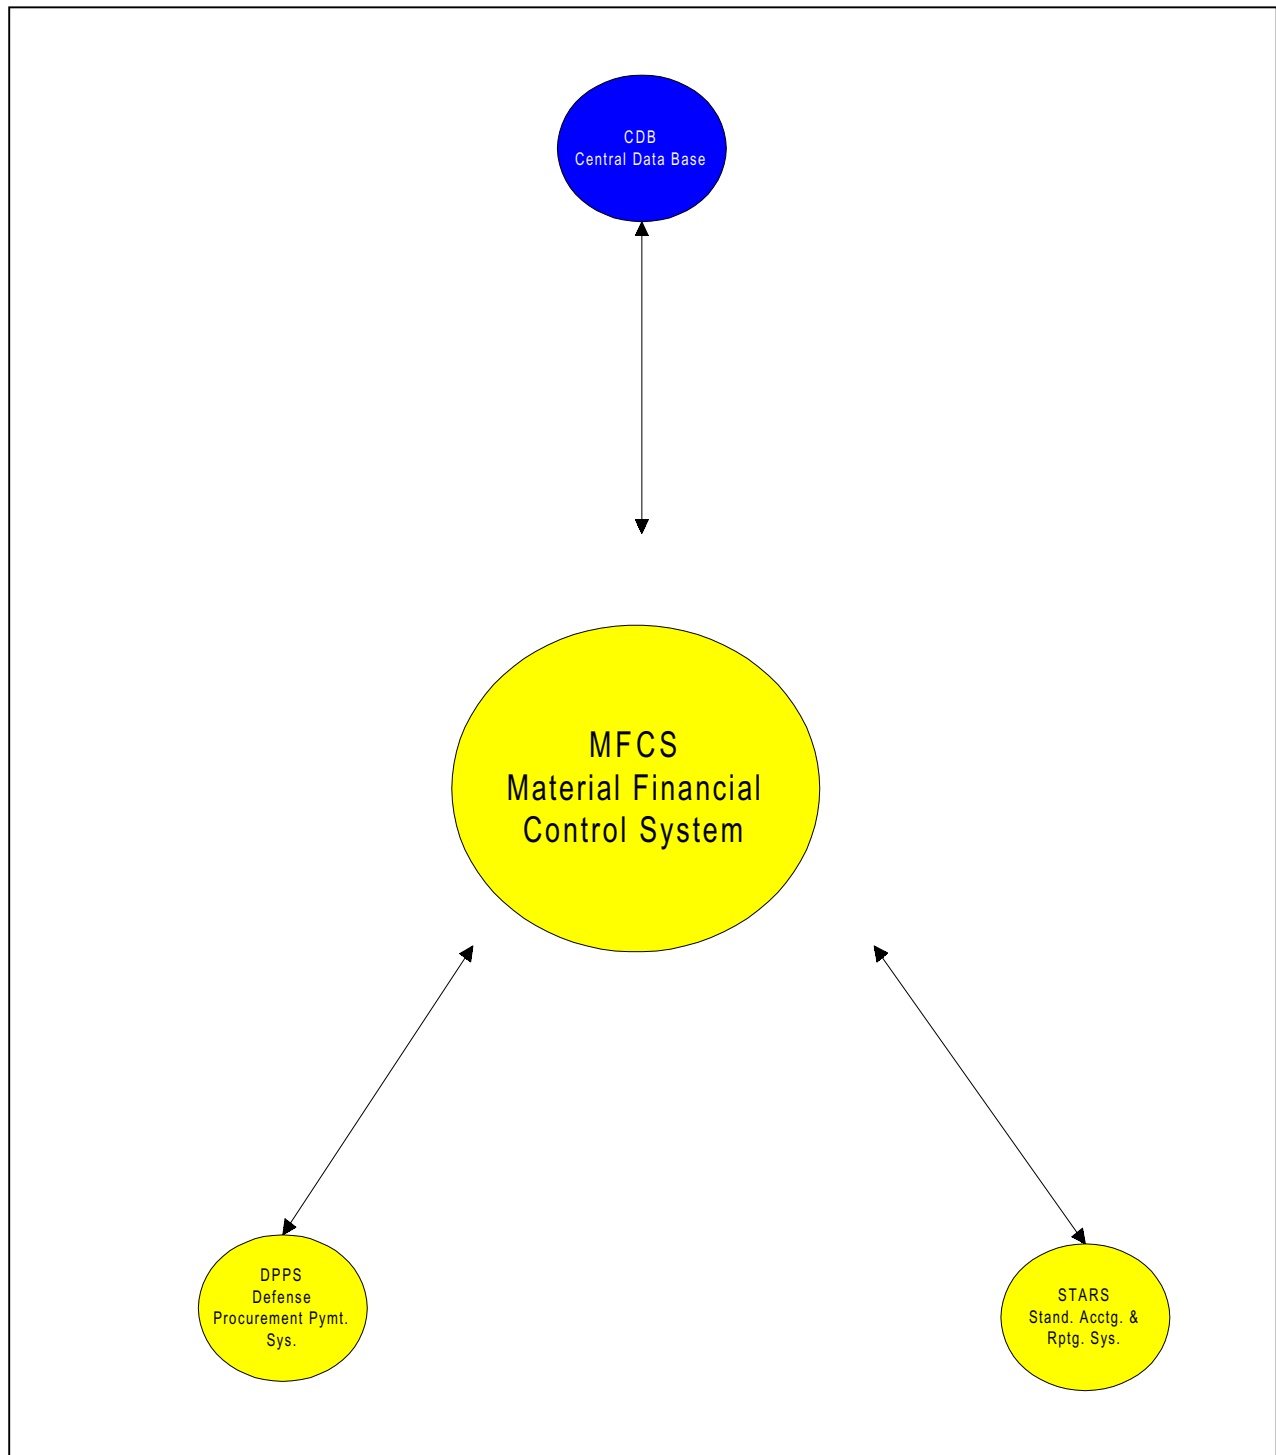 CDB
Central Data Base
MFCS
Material Financial
Control System
DPPS
Defense
Procurement Pymt.
Sys.
STARS
Stand. Acctg. &
Rptg. Sys.